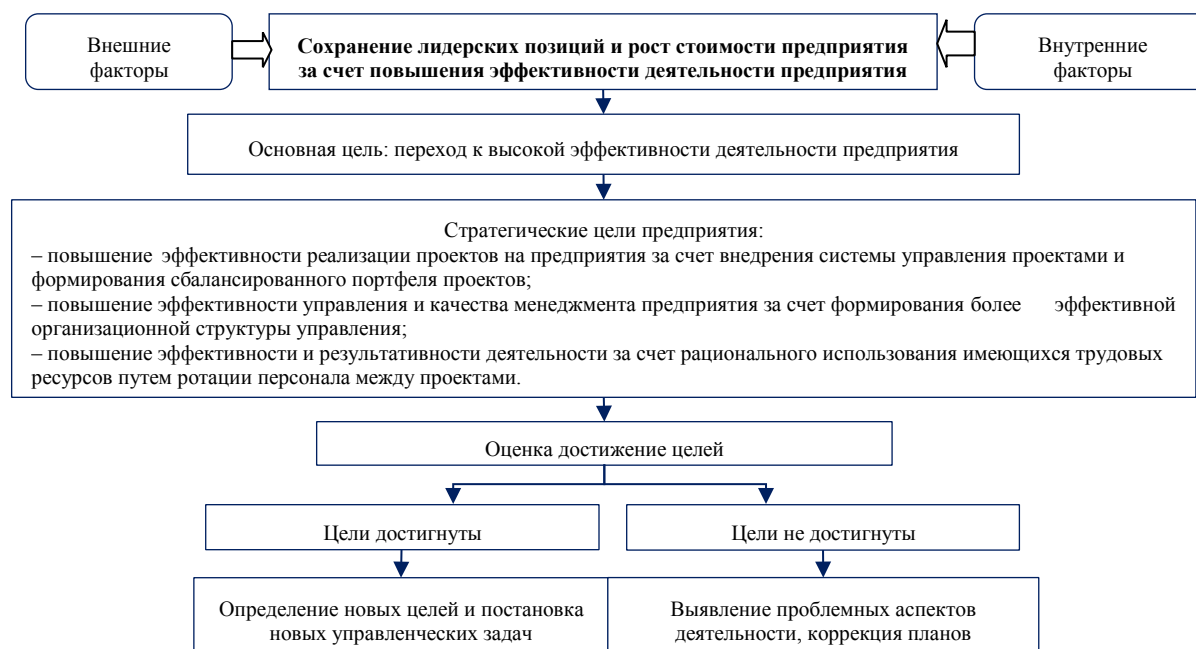 Внешние
факторы
Сохранение лидерских позиций и рост стоимости предприятия
за счет повышения эффективности деятельности предприятия
Внутренние
факторы
Основная цель: переход к высокой эффективности деятельности предприятия
Стратегические цели предприятия:
– повышение эффективности реализации проектов на предприятия за счет внедрения системы управления проектами и
формирования сбалансированного портфеля проектов;
– повышение эффективности управления и качества менеджмента предприятия за счет формирования более эффективной
организационной структуры управления;
– повышение эффективности и результативности деятельности за счет рационального использования имеющихся трудовых
ресурсов путем ротации персонала между проектами.
Оценка достижение целей
Цели достигнуты
Цели не достигнуты
Определение новых целей и постановка
новых управленческих задач
Выявление проблемных аспектов
деятельности, коррекция планов